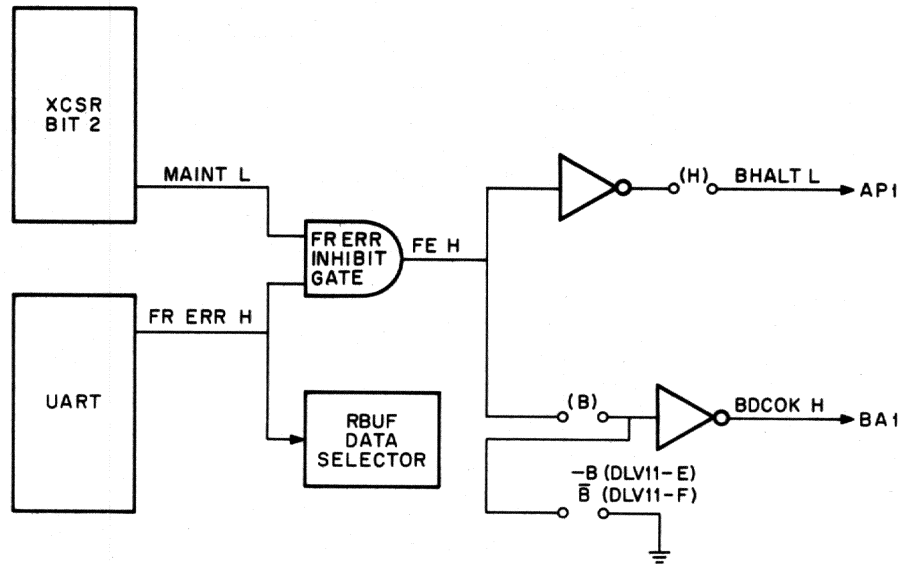 XCSR
BIT 2
MAINT L
FR ERR
INHIBIT
GATE
FE H
(H)
BHALT L
AP1
UART
FR ERR H
RBUF
DATA
SELECTOR
(B)
BDCOK H
BA1
-B (DLV11-E)
B̅ (DLV11-F)